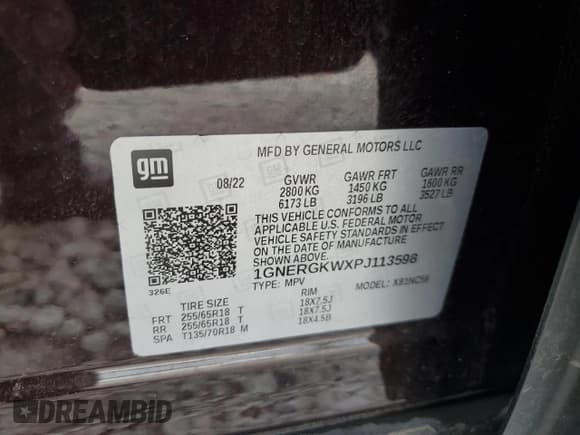 gm
MFD BY GENERAL MOTORS LLC
08/22 GVWR GAWR FRT GAWR RR
2800 KG 1450 KG 1600 KG
6173 LB 3196 LB 3527 LB
THIS VEHICLE CONFORMS TO ALL
APPLICABLE U.S. FEDERAL MOTOR
VEHICLE SAFETY STANDARDS IN EFFECT
ON THE DATE OF MANUFACTURE
SHOWN ABOVE.
1GNERGKWXPJ113598
326E
TYPE: MPV MODEL: X81NC56
TIRE SIZE RIM
FRT 255/65R18 T 18X7.5J
RR 255/65R18 T 18X7.5J
SPA T135/70R18 M 18X4.5B
DREAMBID